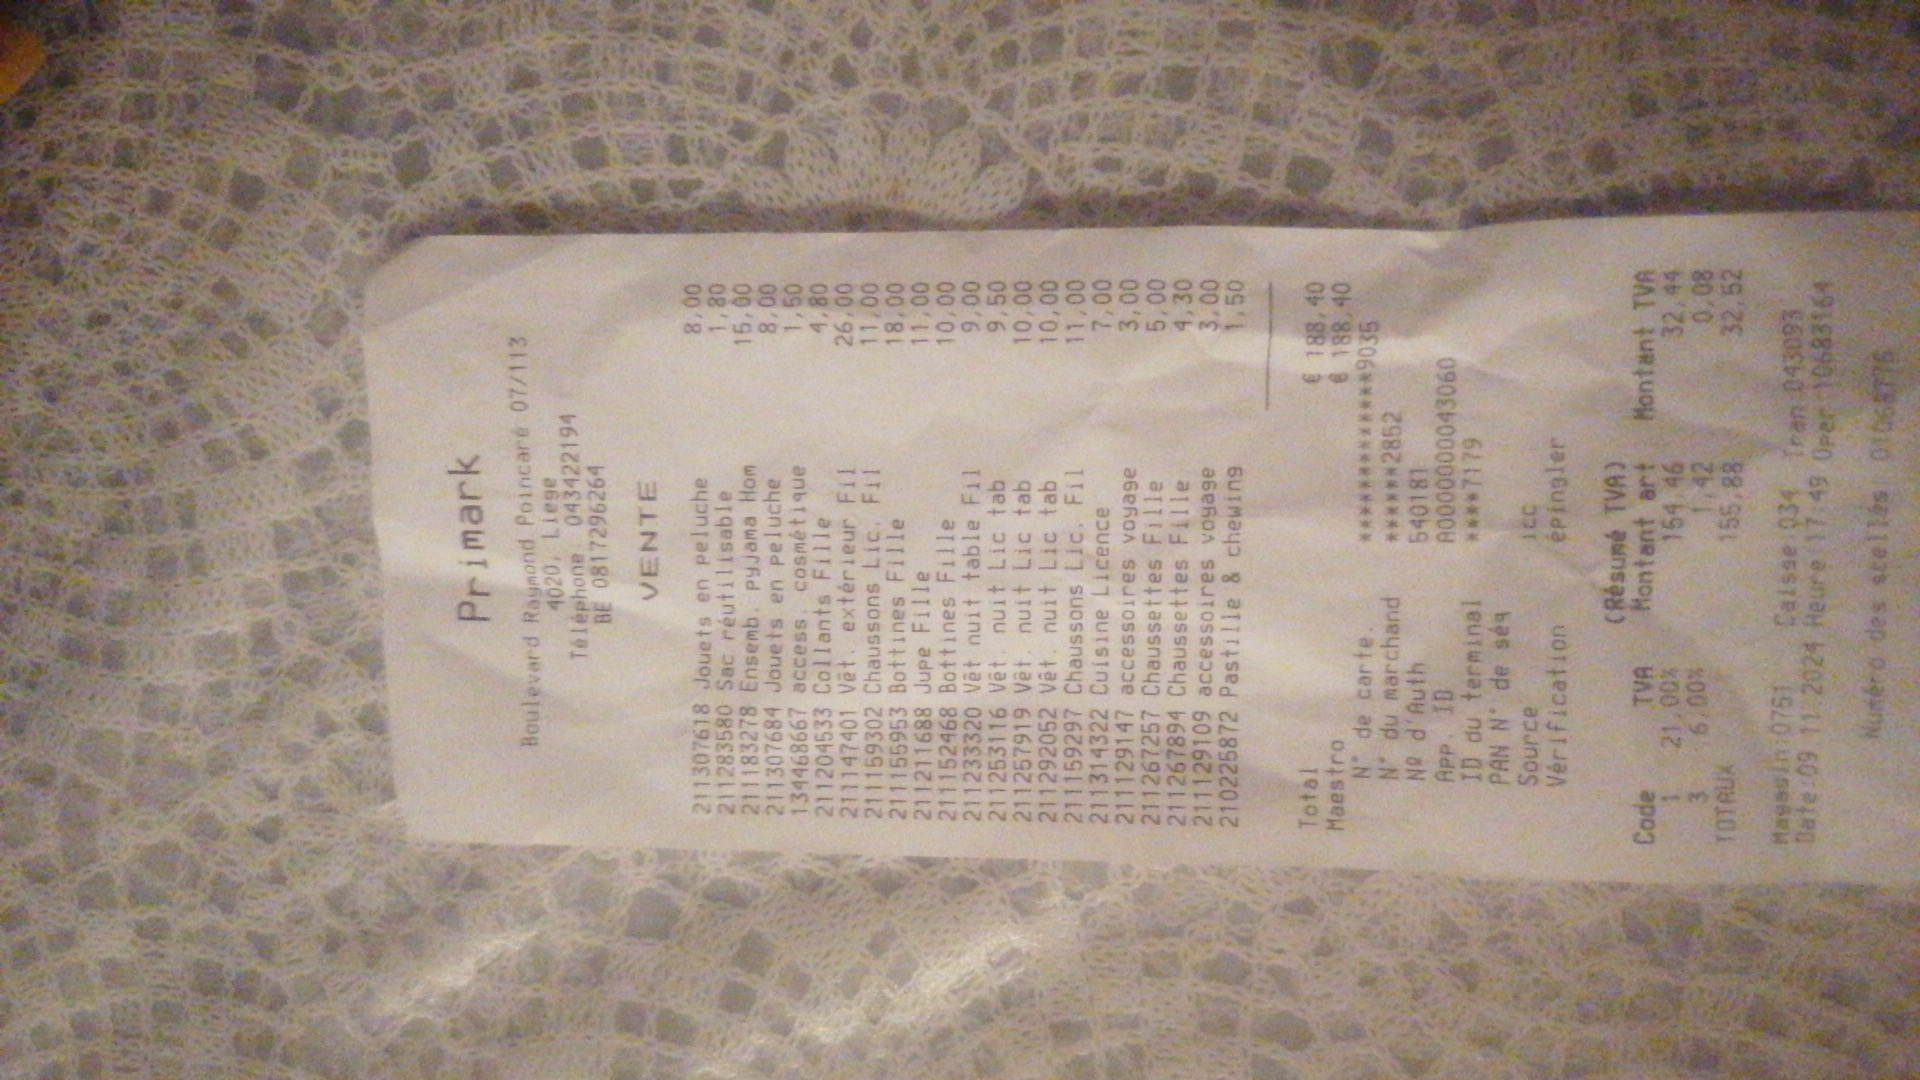 Primark
Boulevard Raymond Poincaré 07/113
4020, Liege
Téléphone 043422194
BE 0817296264
VENTE
211307618 Jouets en peluche 8,00
211283580 Sac réutilisable 1,80
211183278 Ensemb. pyjama Hom 15,00
211307684 Jouets en peluche 8,00
134468667 access. cosmétique 1,50
211204533 Collants Fille 4,80
211147401 Vêt. extérieur Fil 26,00
211159302 Chaussons Lic. Fil 11,00
211155953 Bottines Fille 18,00
211211688 Jupe Fille 11,00
211152468 Bottines Fille 10,00
211233320 Vêt nuit table Fil 9,00
211253116 Vêt. nuit Lic tab 9,50
211257919 Vêt. nuit Lic tab 10,00
211292052 Vêt. nuit Lic tab 10,00
211159297 Chaussons Lic. Fil 11,00
211314322 Cuisine Licence 7,00
211129147 accessoires voyage 3,00
211267257 Chaussettes Fille 5,00
211267894 Chaussettes Fille 4,30
211129109 accessoires voyage 3,00
210225872 Pastille & chewing 1,50
Total € 188,40
Maestro € 188,40
N° de carte. ***************9035
N° du marchand ******2852
Nº d'Auth 540181
App. ID A0000000043060
ID du terminal ****7179
PAN N° de séq
Source icc
Vérification épingler
(Résumé TVA)
Code TVA Montant art Montant TVA
1 21,00% 154,46 32,44
3 6,00% 1,42 0,08
TOTAUX 155,88 32,52
Magasin 0751 Caisse 034 Tran 043093
Date 09.11.2024 Heure 17:49 Oper 10683164
Numéro des scellés